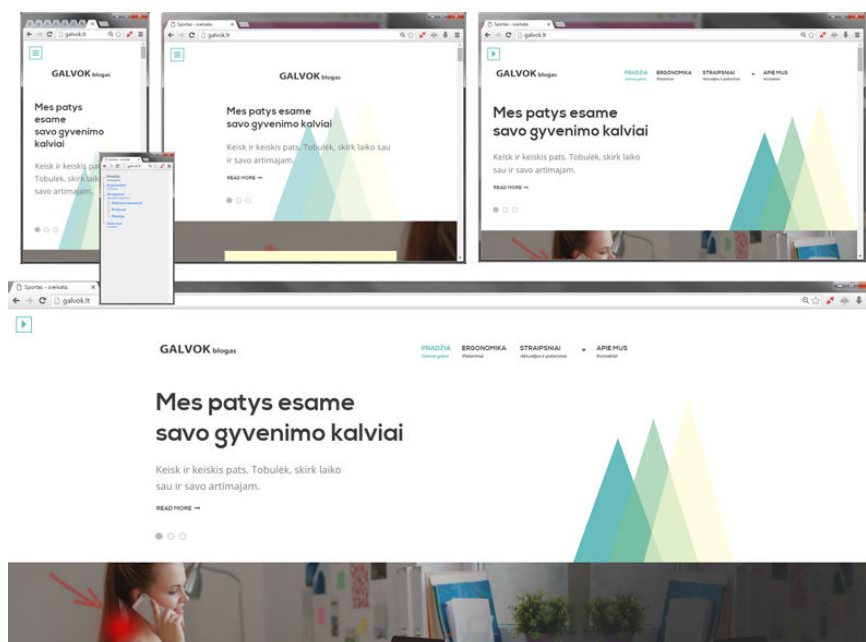 galvok.lt
GALVOK blogas
Mes patys
esame
savo gyvenimo
kalviai
Keisk ir keiskis pats.
Tobulėk, skirk laiko
savo artimajam.
Sportas - sveikata.
galvok.lt
GALVOK blogas
Mes patys esame
savo gyvenimo kalviai
Keisk ir keiskis pats. Tobulėk, skirk laiko sau
ir savo artimajam.
READ MORE
Sportas - sveikata.
galvok.lt
GALVOK blogas
PRADŽIA ERGONOMIKA STRAIPSNIAI APIE MUS
Mes patys esame
savo gyvenimo kalviai
Keisk ir keiskis pats. Tobulėk, skirk laiko
sau ir savo artimajam.
READ MORE
Sportas - sveikata.
galvok.lt
GALVOK blogas
PRADŽIA ERGONOMIKA STRAIPSNIAI APIE MUS
Patarimai Aktualijos ir patarimai Kontaktai
Mes patys esame
savo gyvenimo kalviai
Keisk ir keiskis pats. Tobulėk, skirk laiko
sau ir savo artimajam.
READ MORE